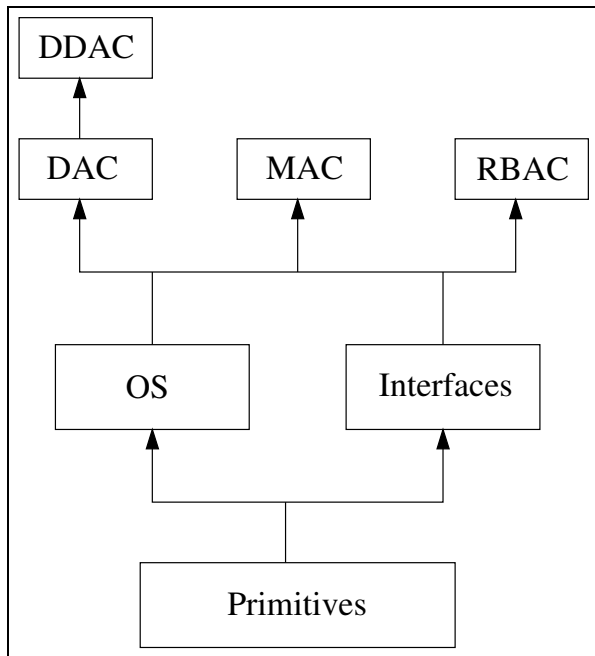 DDAC
DAC
MAC
RBAC
OS
Interfaces
Primitives